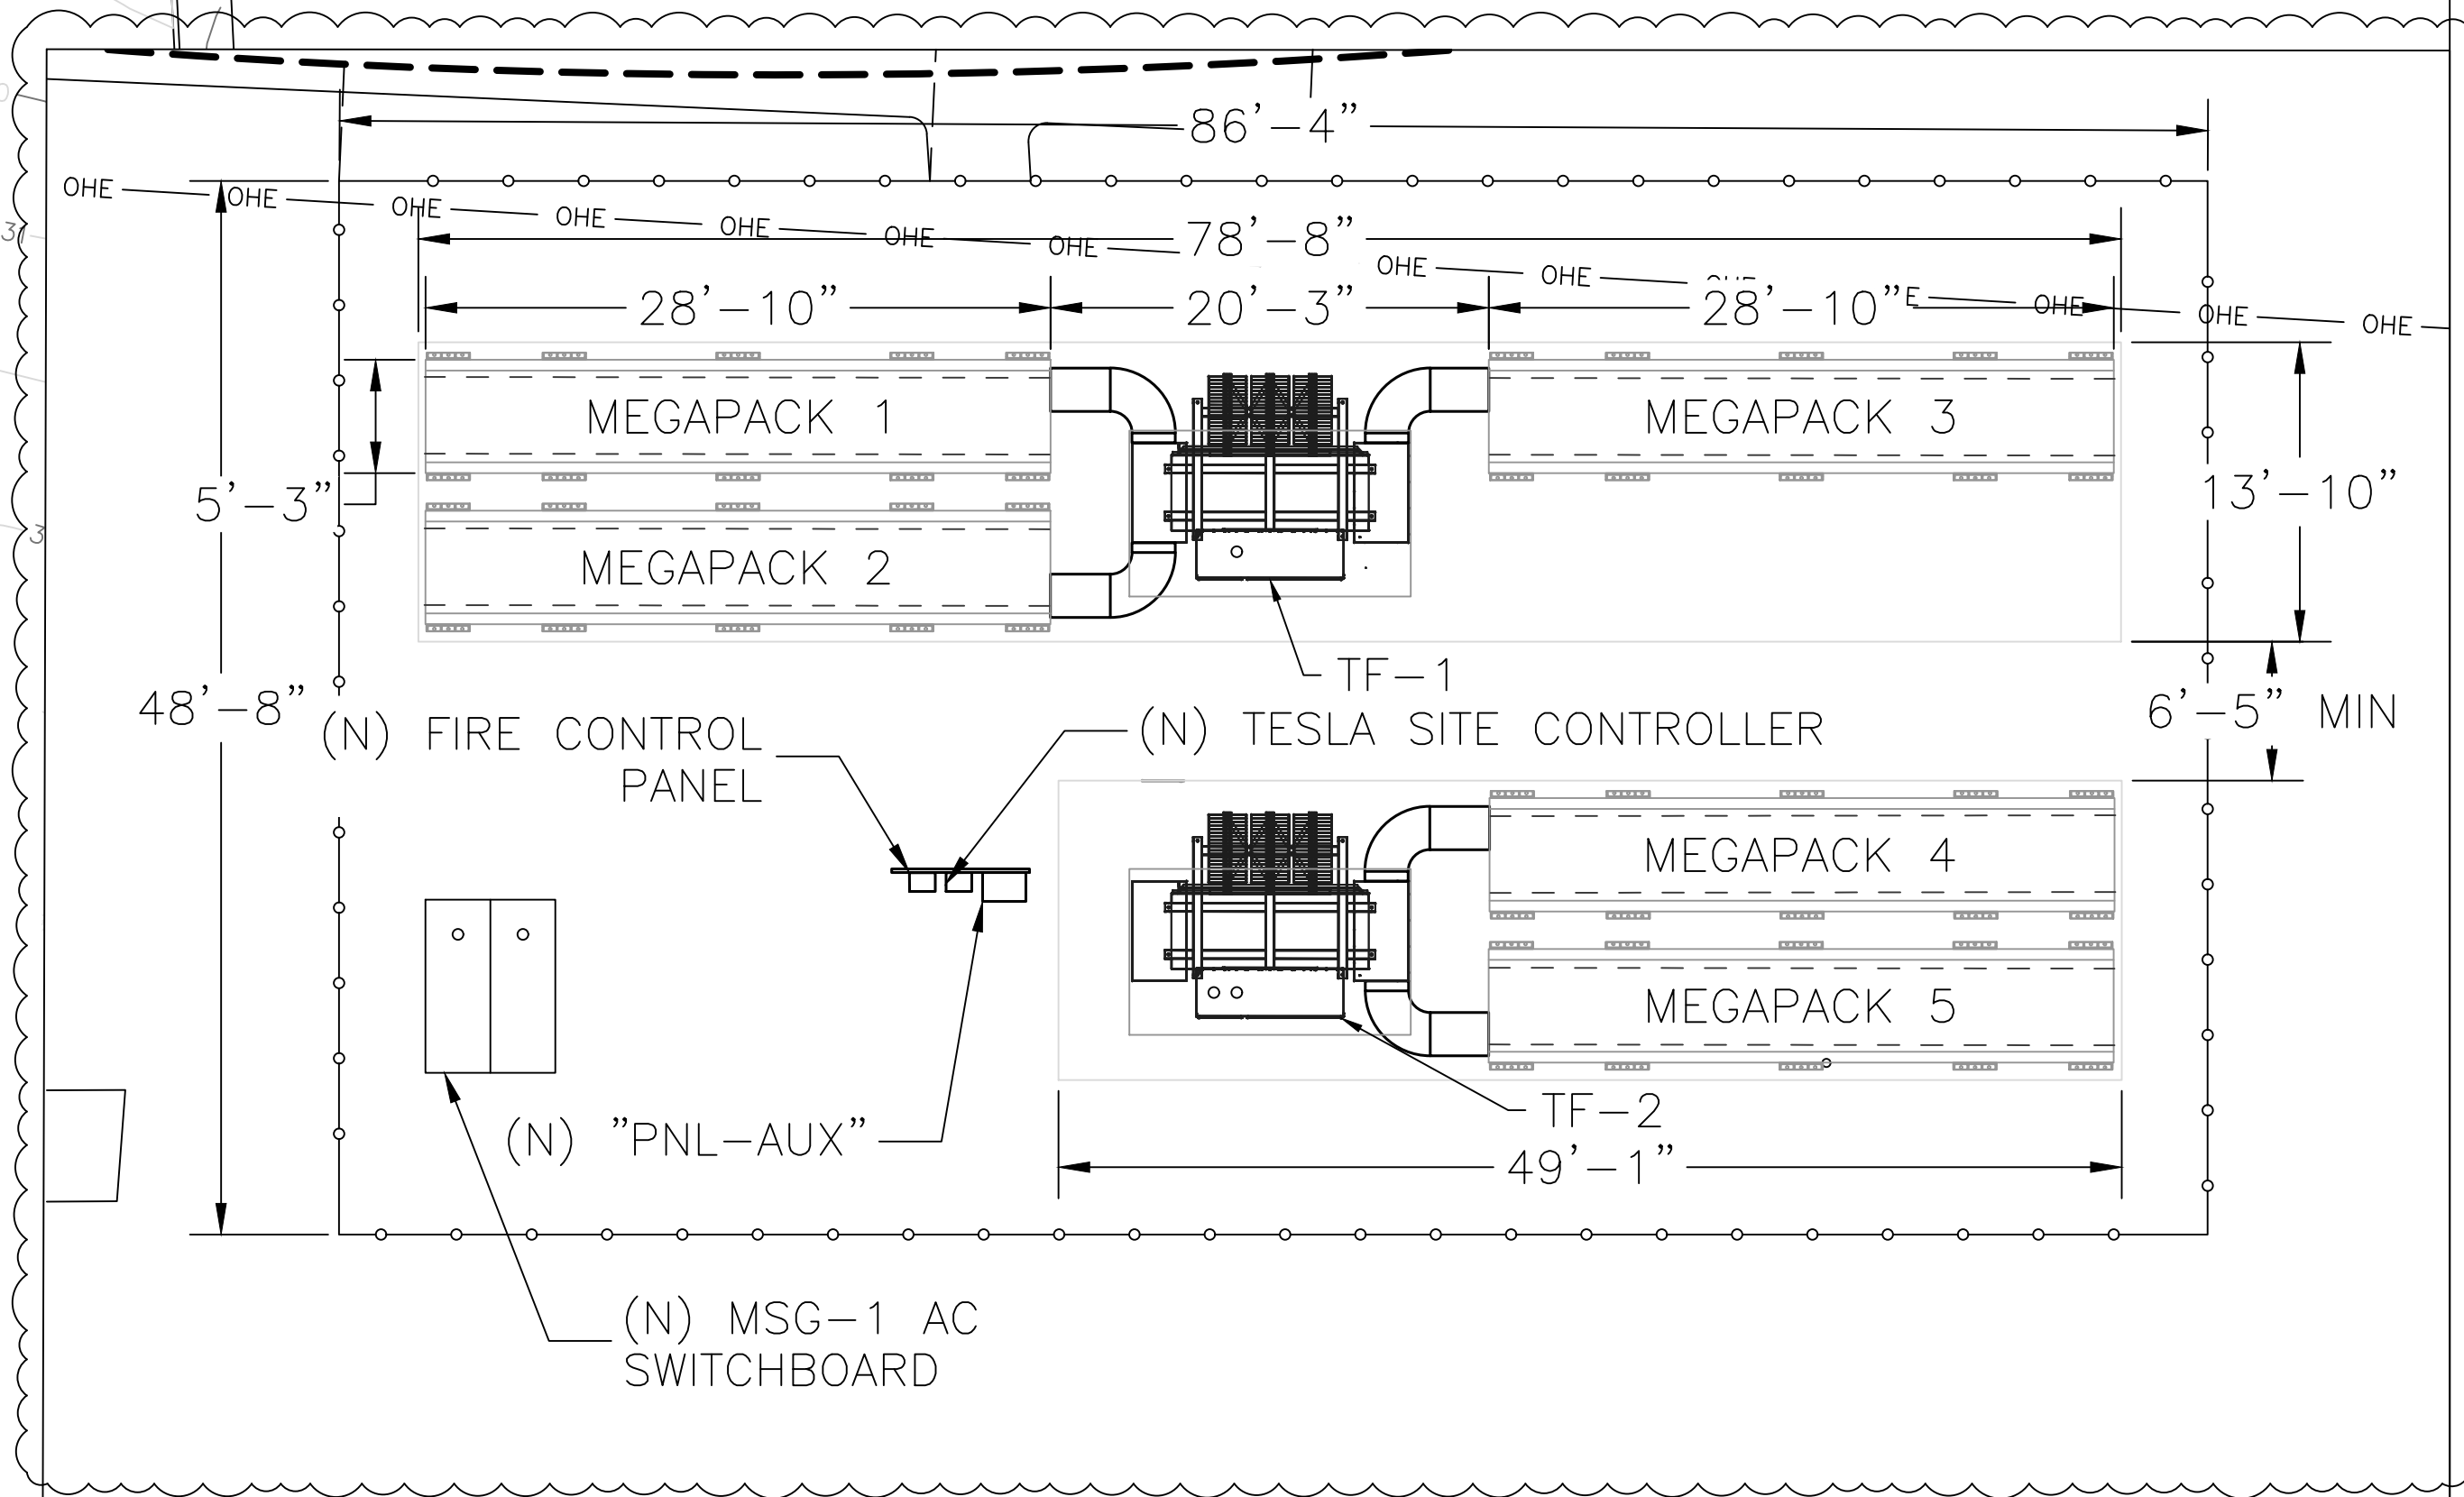 86'-4"
OHE OHE OHE OHE OHE OHE OHE OHE OHE E OHE OHE OHE
78'-8"
28'-10" 20'-3" 28'-10"
31
MEGAPACK 1
MEGAPACK 3
5'-3"
13'-10"
3
MEGAPACK 2
TF-1
48'-8"
6'-5" MIN
(N) FIRE CONTROL
PANEL
(N) TESLA SITE CONTROLLER
MEGAPACK 4
MEGAPACK 5
(N) "PNL-AUX"
TF-2
49'-1"
(N) MSG-1 AC
SWITCHBOARD